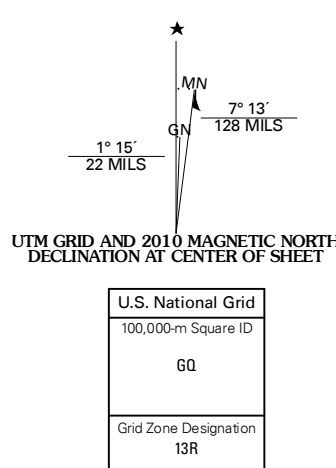 ★
MN
7° 13´
128 MILS
GN
1° 15´
22 MILS
UTM GRID AND 2010 MAGNETIC NORTH
DECLINATION AT CENTER OF SHEET
U.S. National Grid
100,000-m Square ID
GQ
Grid Zone Designation
13R